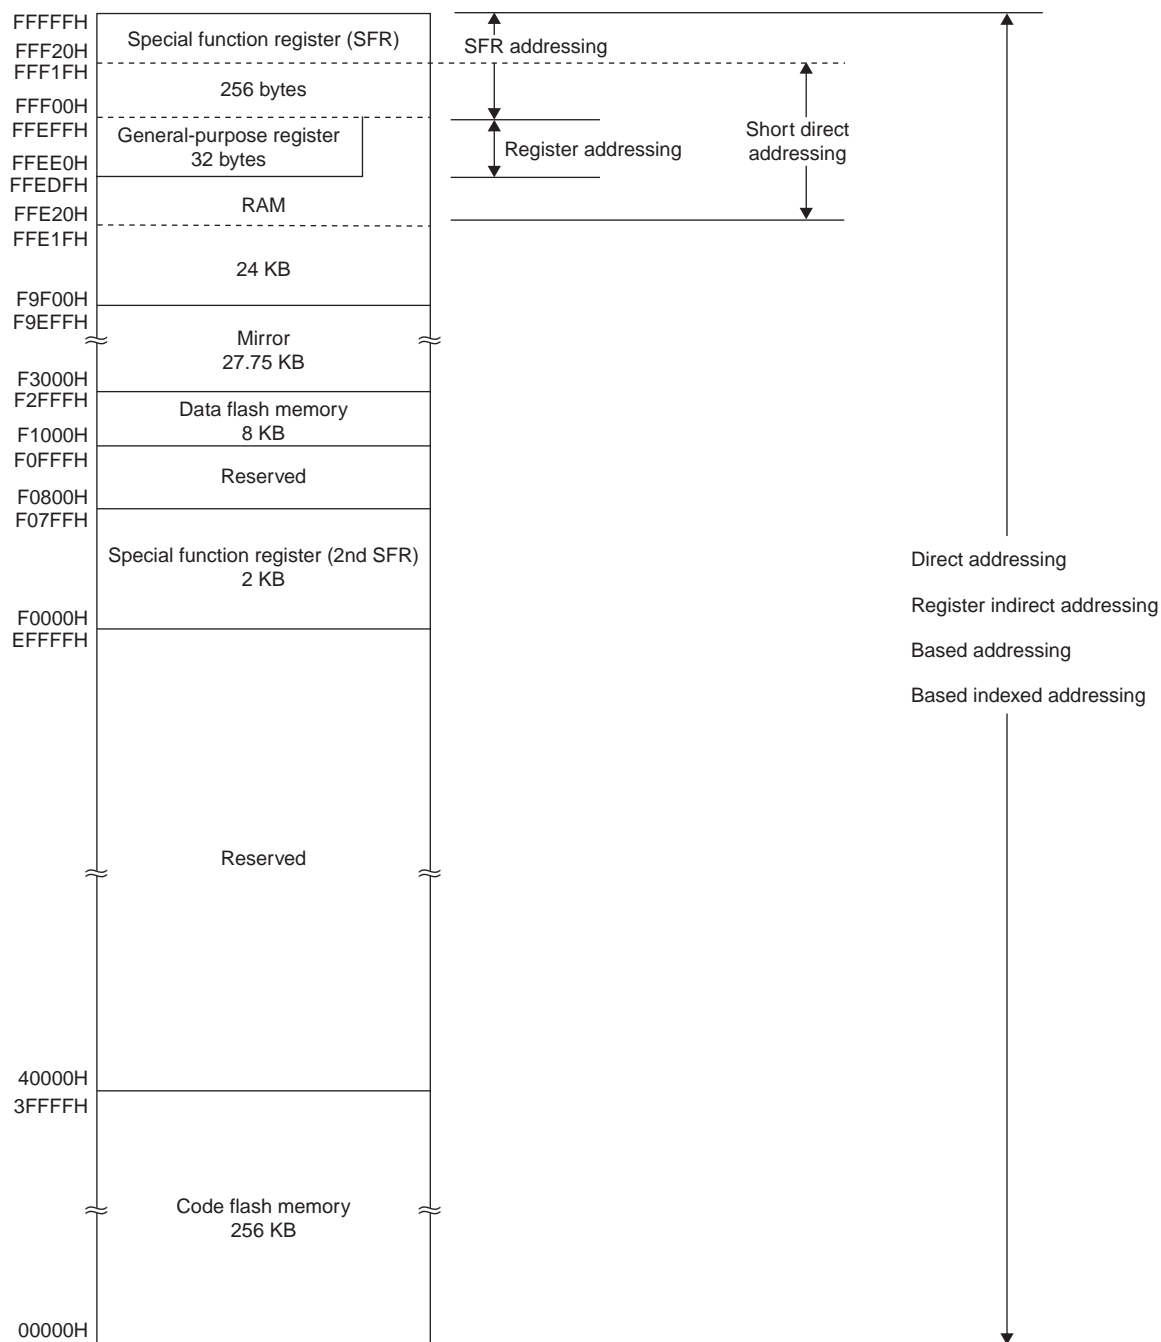 FFFFFH
Special function register (SFR)
SFR addressing
FFF20H
FFF1FH
256 bytes
FFF00H
FFEFFH
General-purpose register
32 bytes
Register addressing
Short direct
addressing
FFEE0H
FFEDFH
RAM
FFE20H
FFE1FH
24 KB
F9F00H
F9EFFH
Mirror
27.75 KB
F3000H
F2FFFH
Data flash memory
8 KB
F1000H
F0FFFH
Reserved
F0800H
F07FFH
Special function register (2nd SFR)
2 KB
Direct addressing
Register indirect addressing
Based addressing
Based indexed addressing
F0000H
EFFFFH
Reserved
40000H
3FFFFH
Code flash memory
256 KB
00000H